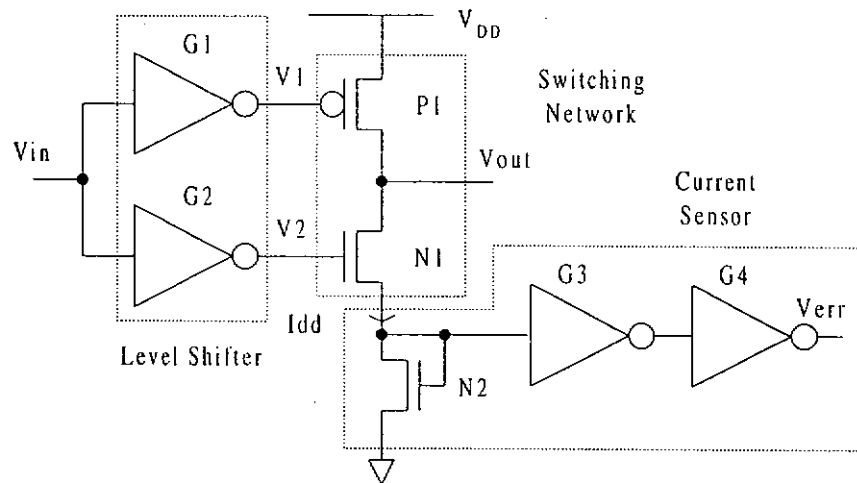 V_DD
G1
V1
P1
Switching
Network
Vin
Vout
G2
V2
N1
Current
Sensor
G3
G4
Verr
Idd
Level Shifter
N2